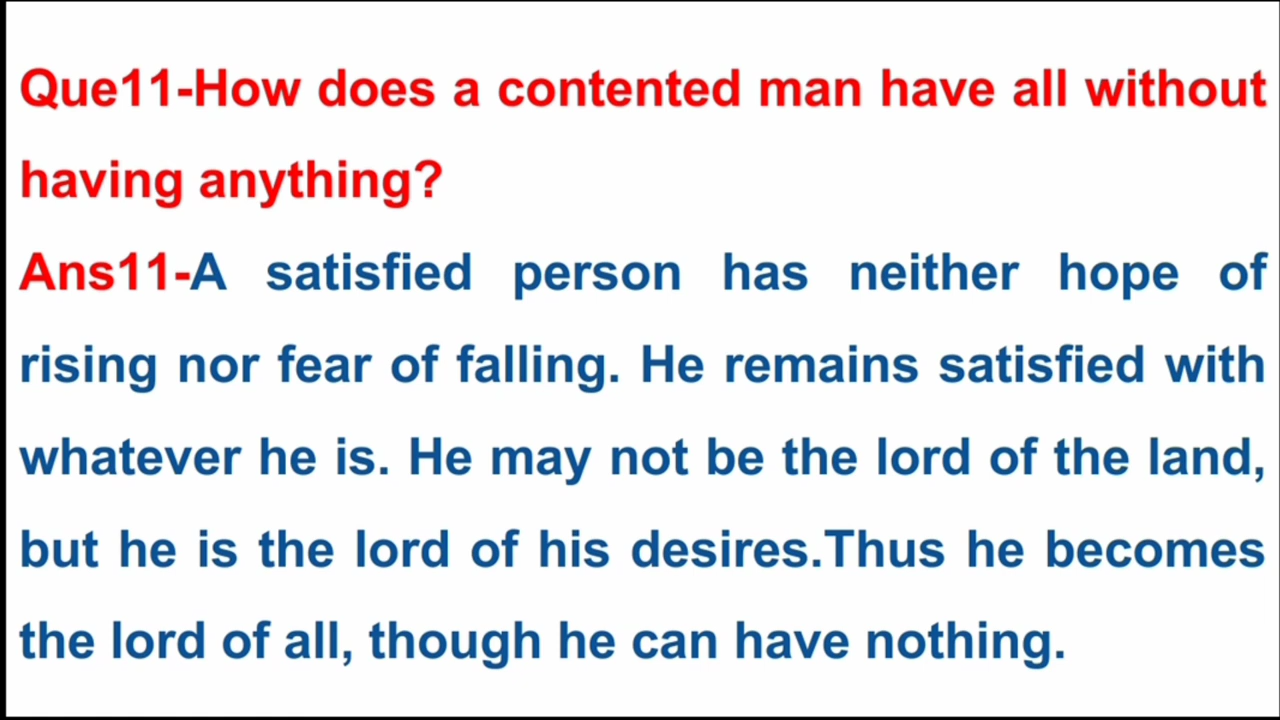 Que11-How does a contented man have all without
having anything?
Ans11-A satisfied person has neither hope of
rising nor fear of falling. He remains satisfied with
whatever he is. He may not be the lord of the land,
but he is the lord of his desires.Thus he becomes
the lord of all, though he can have nothing.